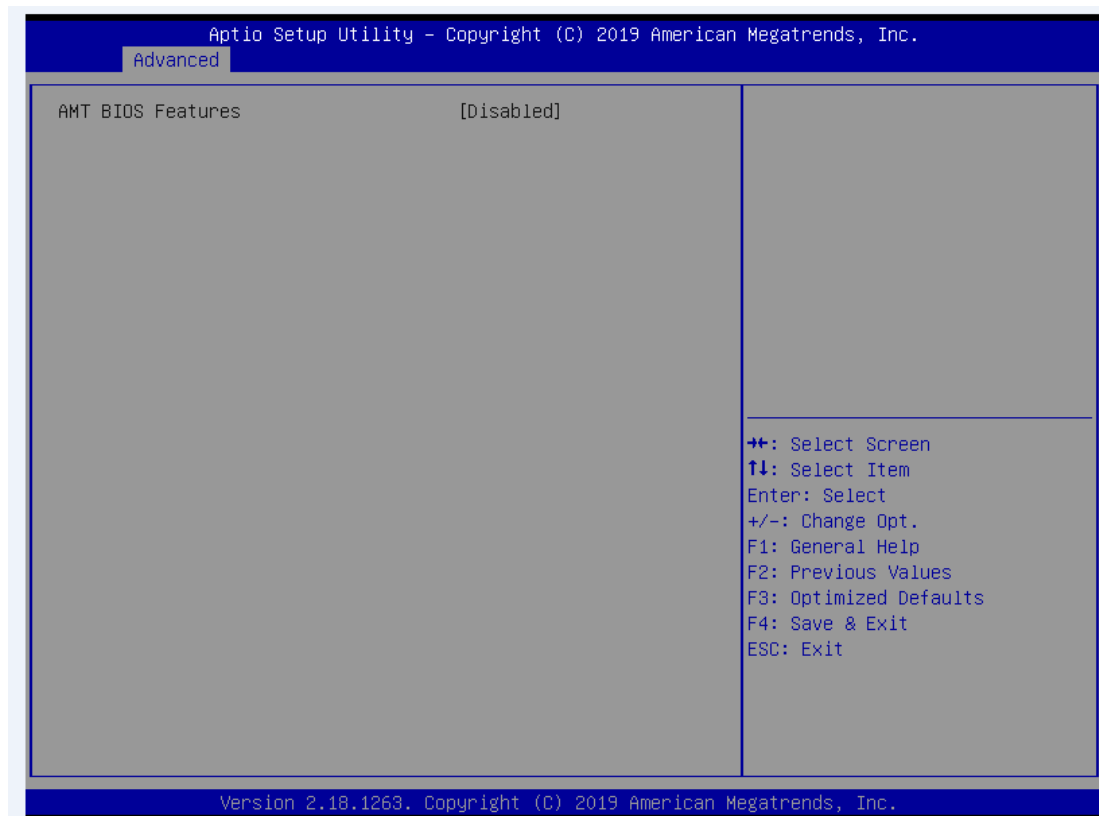 Aptio Setup Utility – Copyright (C) 2019 American Megatrends, Inc.
Advanced
AMT BIOS Features [Disabled]
→←: Select Screen
↑↓: Select Item
Enter: Select
+/-: Change Opt.
F1: General Help
F2: Previous Values
F3: Optimized Defaults
F4: Save & Exit
ESC: Exit
Version 2.18.1263. Copyright (C) 2019 American Megatrends, Inc.